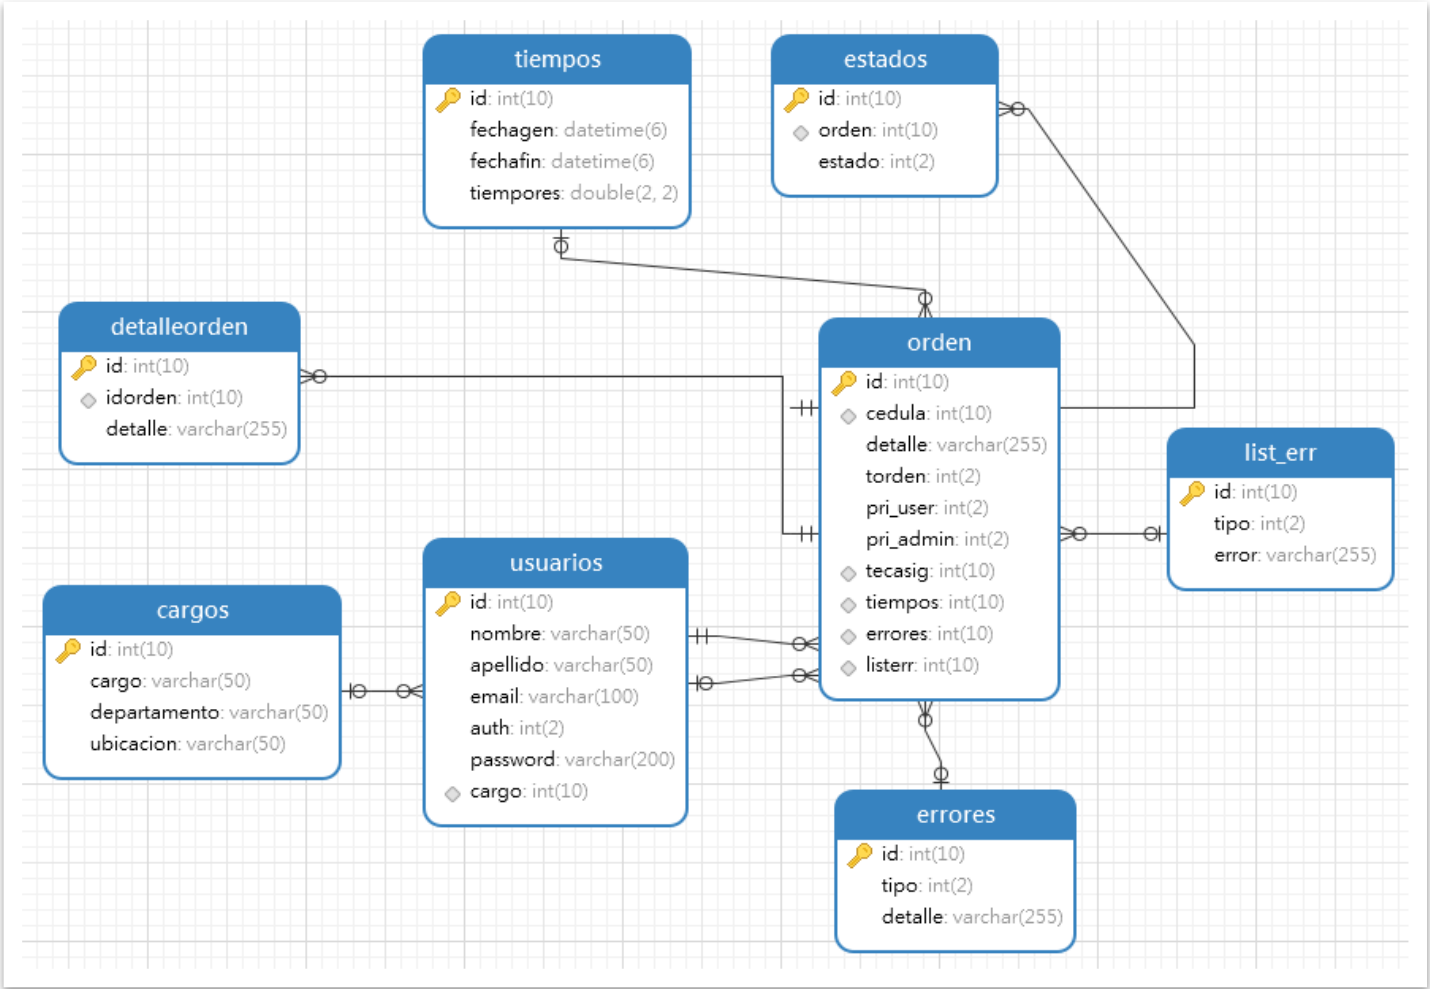 tiempos
id: int(10)
fechagen: datetime(6)
fechafin: datetime(6)
tiempores: double(2, 2)
estados
id: int(10)
orden: int(10)
estado: int(2)
detalleorden
id: int(10)
idorden: int(10)
detalle: varchar(255)
orden
id: int(10)
cedula: int(10)
detalle: varchar(255)
torden: int(2)
pri_user: int(2)
pri_admin: int(2)
tecasig: int(10)
tiempos: int(10)
errores: int(10)
listerr: int(10)
list_err
id: int(10)
tipo: int(2)
error: varchar(255)
usuarios
id: int(10)
nombre: varchar(50)
apellido: varchar(50)
email: varchar(100)
auth: int(2)
password: varchar(200)
cargo: int(10)
cargos
id: int(10)
cargo: varchar(50)
departamento: varchar(50)
ubicacion: varchar(50)
errores
id: int(10)
tipo: int(2)
detalle: varchar(255)